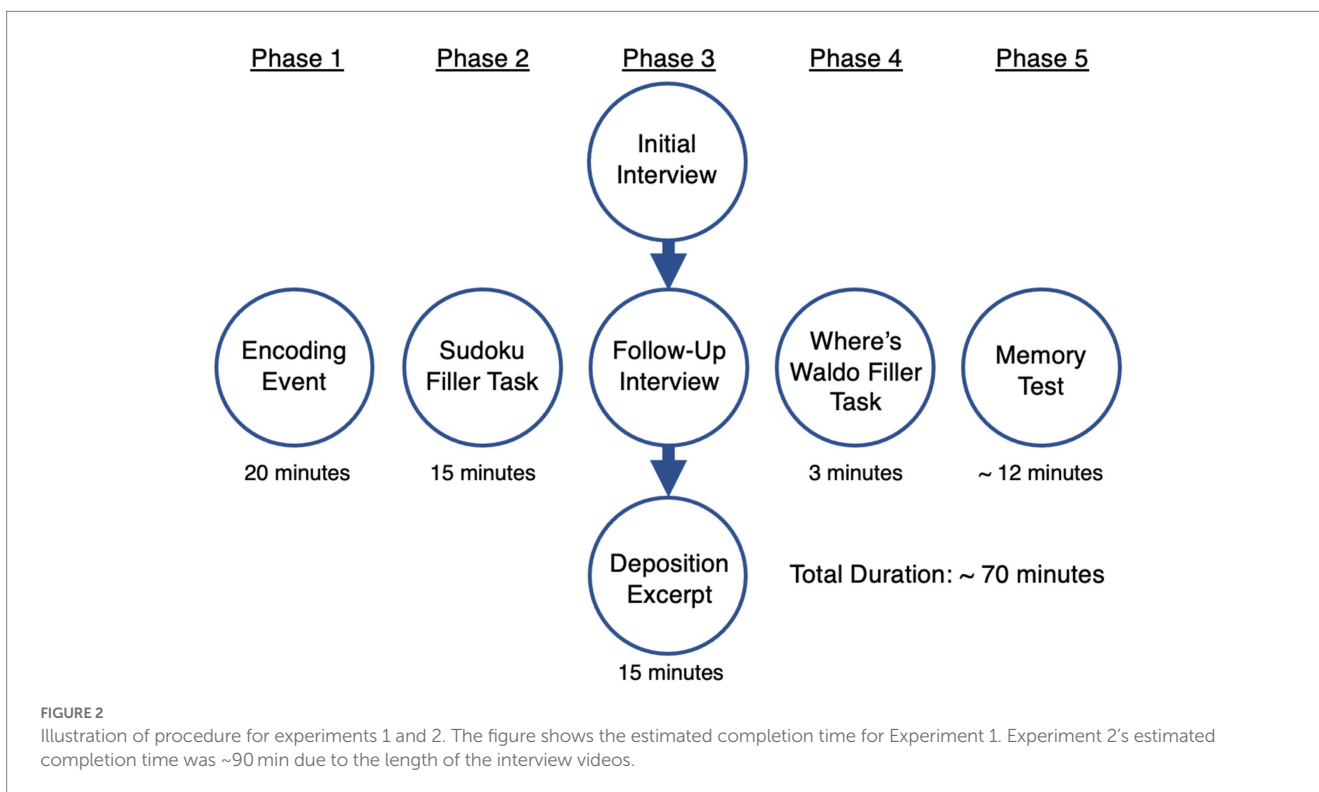 Phase 1 Phase 2 Phase 3 Phase 4 Phase 5
Initial
Interview
Encoding
Event
20 minutes
Sudoku
Filler Task
15 minutes
Follow-Up
Interview
Where's
Waldo Filler
Task
3 minutes
Memory
Test
~ 12 minutes
Deposition
Excerpt
15 minutes
Total Duration: ~ 70 minutes
FIGURE 2
Illustration of procedure for experiments 1 and 2. The figure shows the estimated completion time for Experiment 1. Experiment 2's estimated
completion time was ~90 min due to the length of the interview videos.